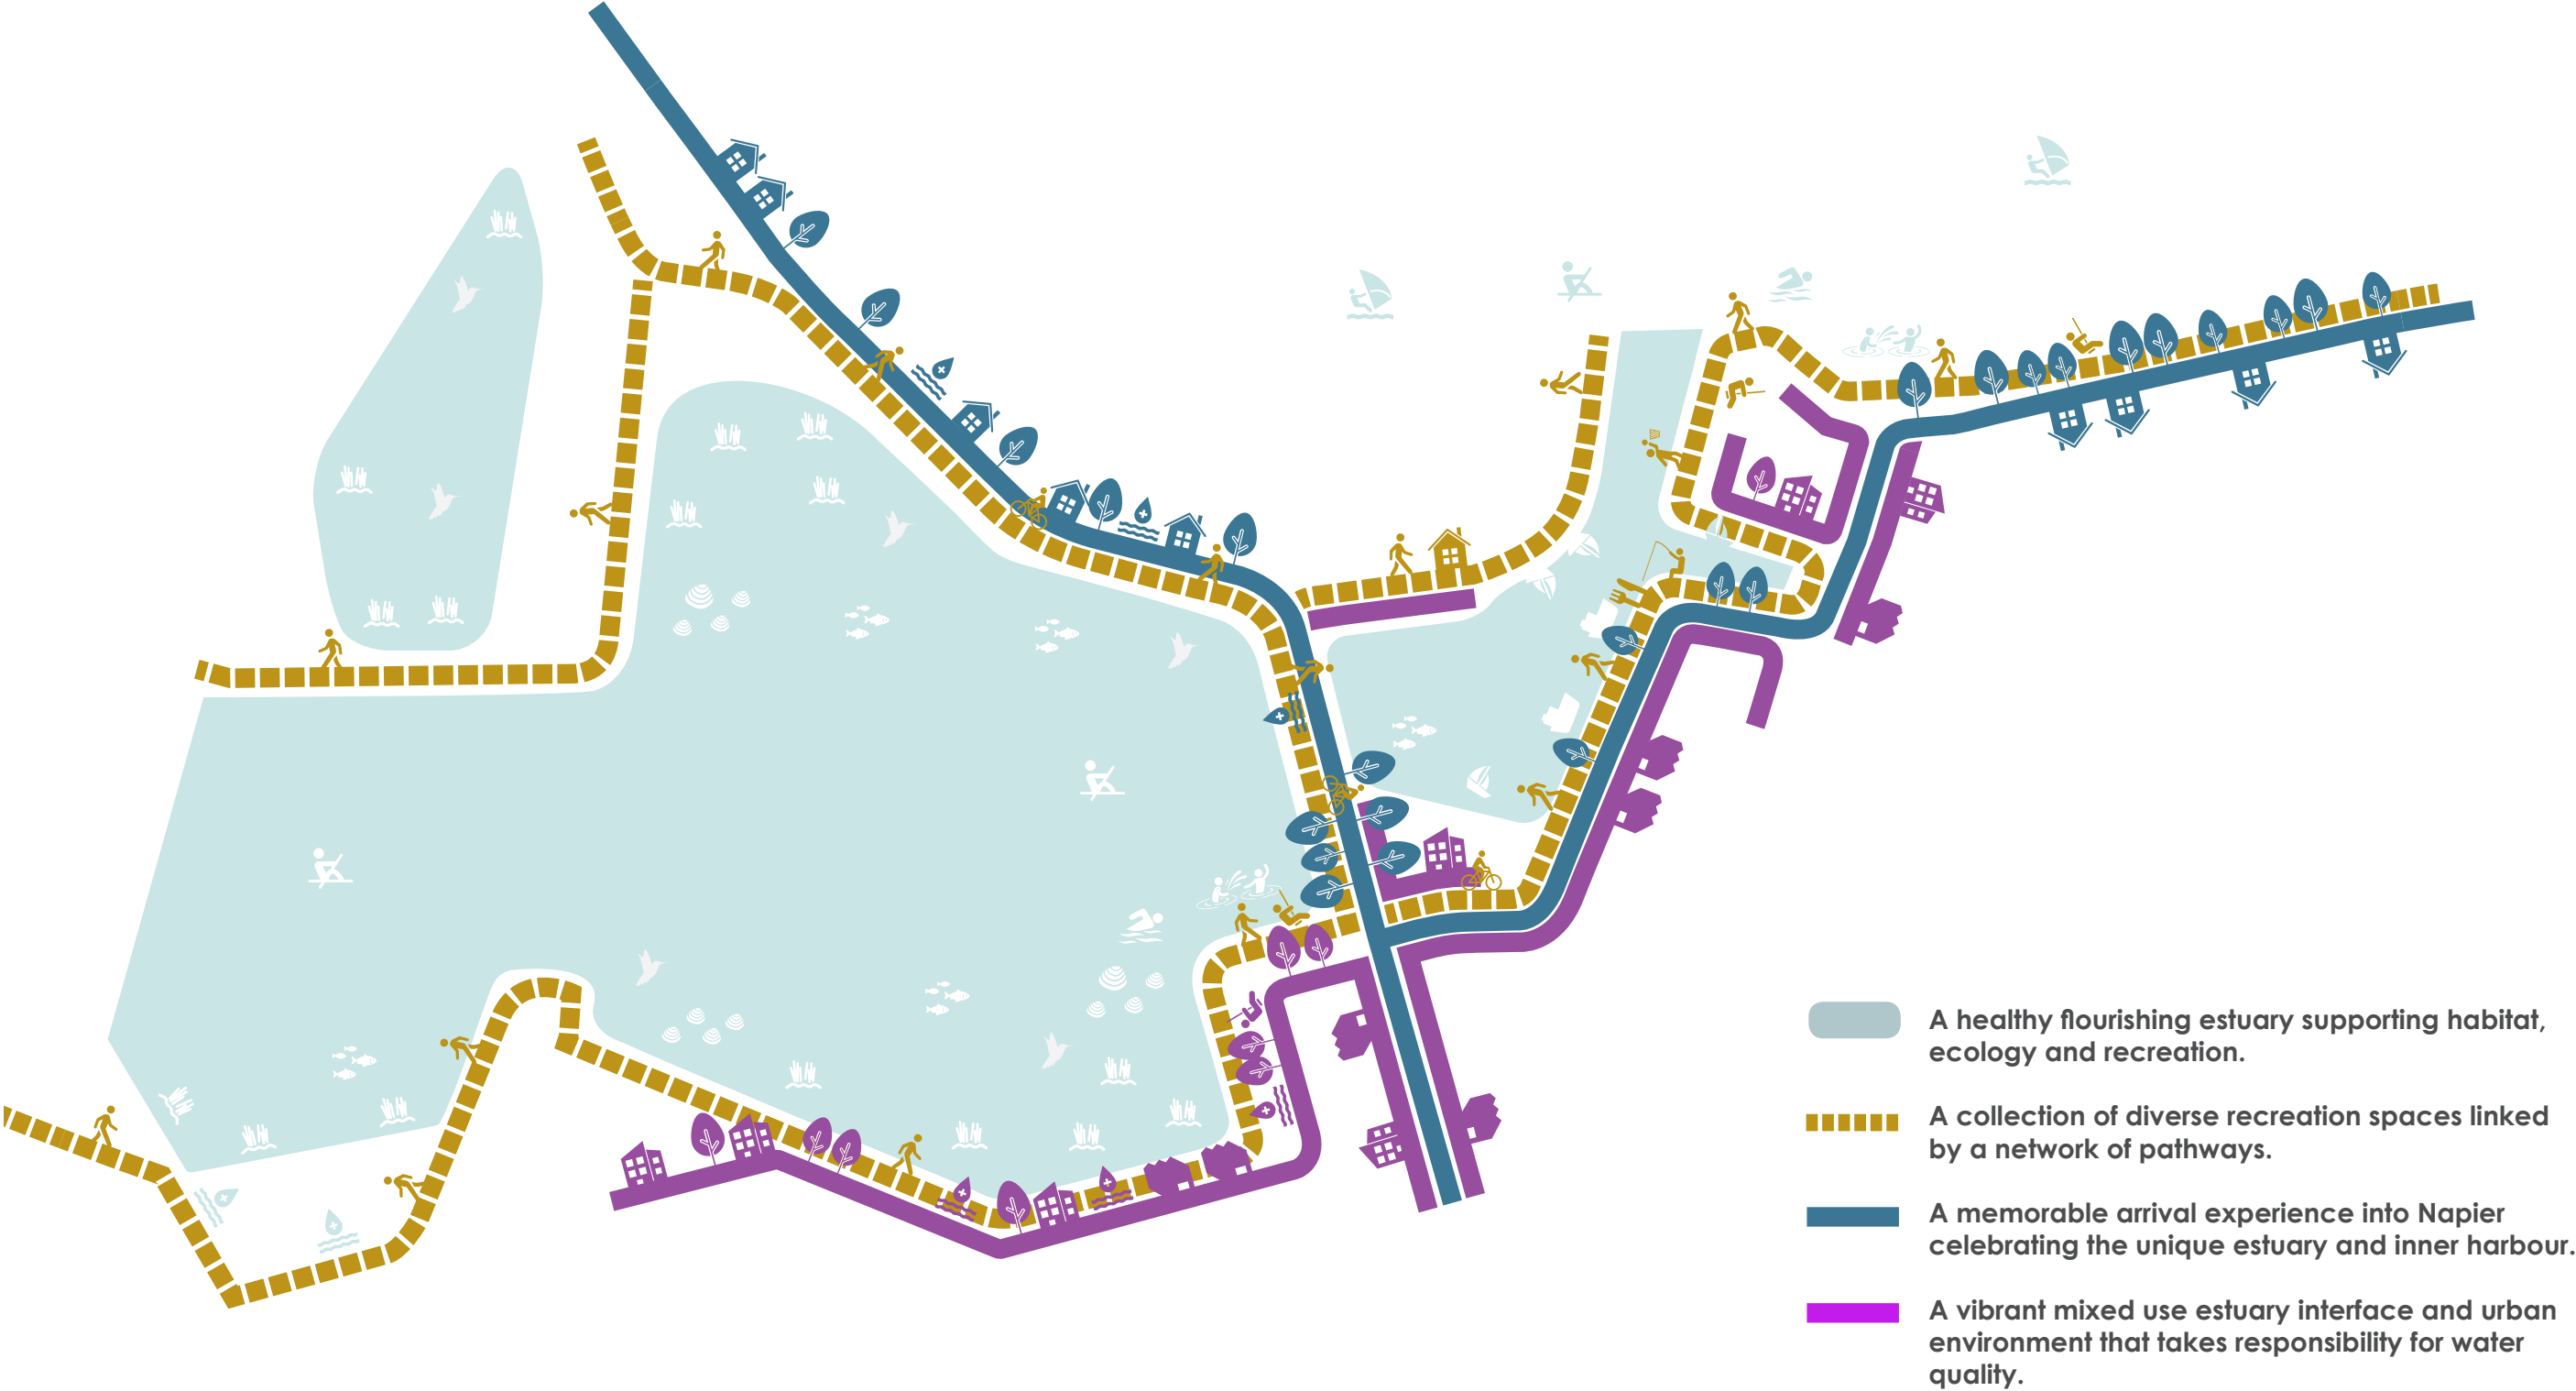 A healthy flourishing estuary supporting habitat,
ecology and recreation.
A collection of diverse recreation spaces linked
by a network of pathways.
A memorable arrival experience into Napier
celebrating the unique estuary and inner harbour.
A vibrant mixed use estuary interface and urban
environment that takes responsibility for water
quality.